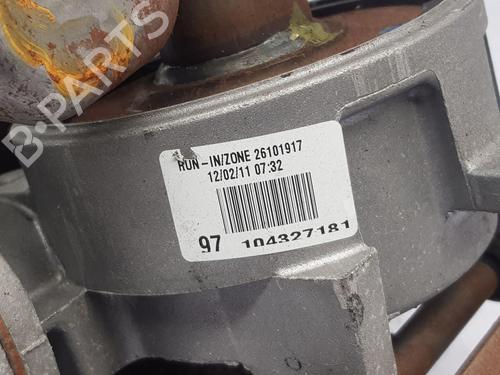 B-PARTS
RUN-IN/ZONE 26101917
12/02/11 07:32
97 104327181